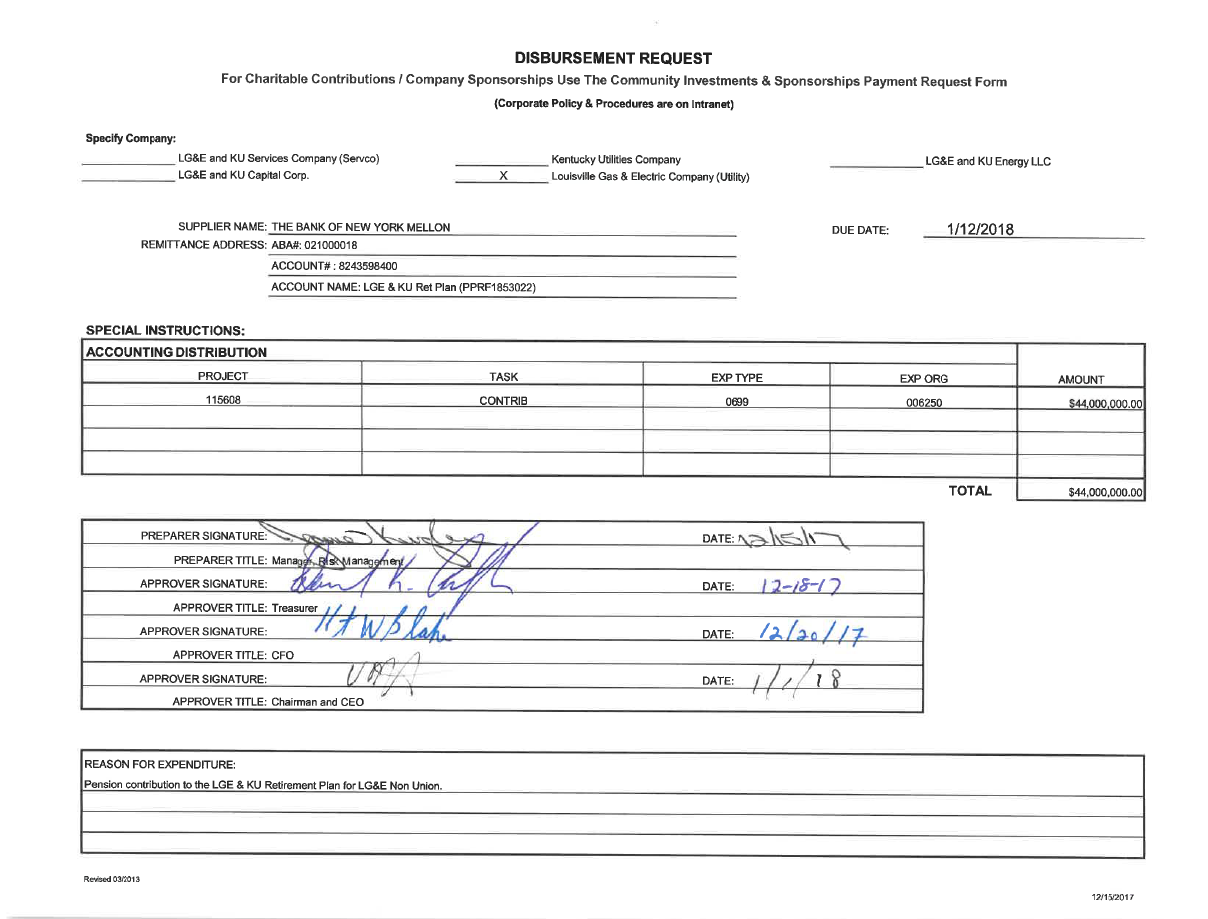 DISBURSEMENT REQUEST
For Charitable Contributions / Company Sponsorships Use The Community Investments & Sponsorships Payment Request Form
(Corporate Policy & Procedures are on Intranet)
Specify Company:
LG&E and KU Services Company (Servco) Kentucky Utilities Company LG&E and KU Energy LLC
LG&E and KU Capital Corp. X Louisville Gas & Electric Company (Utility)
SUPPLIER NAME: THE BANK OF NEW YORK MELLON DUE DATE: 1/12/2018
REMITTANCE ADDRESS: ABA#: 021000018
ACCOUNT# : 8243598400
ACCOUNT NAME: LGE & KU Ret Plan (PPRF1853022)
SPECIAL INSTRUCTIONS:
ACCOUNTING DISTRIBUTION
PROJECT TASK EXP TYPE EXP ORG AMOUNT
115608 CONTRIB 0699 006250 $44,000,000.00
TOTAL $44,000,000.00
PREPARER SIGNATURE: DATE: 12/15/17
PREPARER TITLE: Manager, Risk Management
APPROVER SIGNATURE: DATE: 12-18-17
APPROVER TITLE: Treasurer
APPROVER SIGNATURE: DATE: 12/20/17
APPROVER TITLE: CFO
APPROVER SIGNATURE: DATE: 1/1/18
APPROVER TITLE: Chairman and CEO
REASON FOR EXPENDITURE:
Pension contribution to the LGE & KU Retirement Plan for LG&E Non Union.
Revised 03/2013
12/15/2017